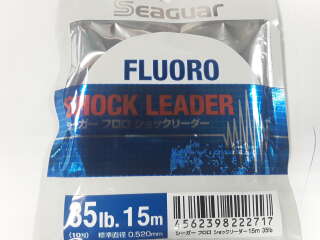 Seaguar
FLUORO
SHOCK LEADER
シーガー フロロ ショックリーダー
35lb. 15m
(10号) 標準直径 0.520mm
4562398222717
シーガー フロロ ショックリーダー 15m 35lb